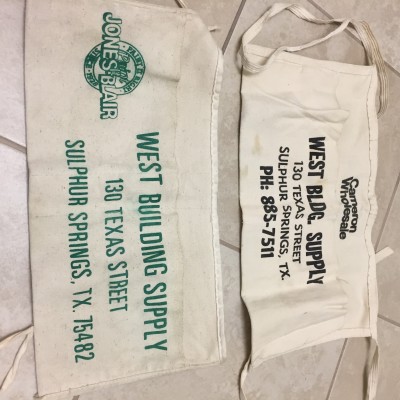 JONES-BLAIR
WEST BUILDING SUPPLY
130 TEXAS STREET
SULPHUR SPRINGS, TX. 75482
Cameron
Wholesale
WEST BLDG. SUPPLY
130 TEXAS STREET
SULPHUR SPRINGS, TX.
PH: 885-7511